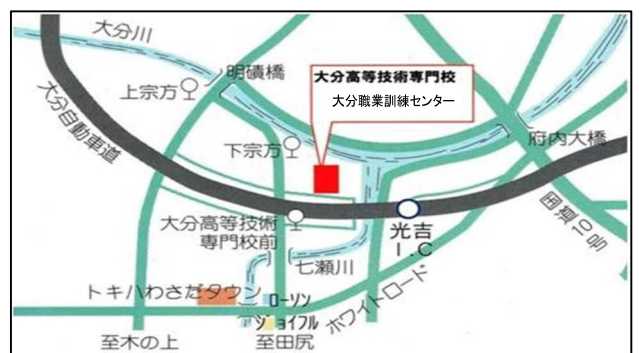 大分川
明磧橋
上宗方
大分高等技術専門校
大分職業訓練センター
大分自動車道
下宗方
府内大橋
国道210号
大分高等技術
専門校前
光吉
I.C
七瀬川
トキハわさだタウン
ローソン
ホワイトロード
ジョイフル
至木の上
至田尻